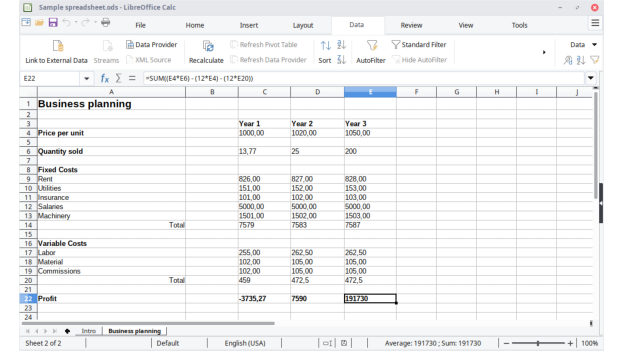 Sample spreadsheet.ods - LibreOffice Calc
File Home Insert Layout Data Review View Tools
Data Provider Refresh Pivot Table Standard Filter Data
Link to External Data Streams XML Source Recalculate Refresh Data Provider Sort AutoFilter Hide AutoFilter
E22 fx Σ = =SUM((E4*E6) - (12*E4) - (12*E20))
A B C D E F G H I J
1 Business planning
2
3 Year 1 Year 2 Year 3
4 Price per unit 1000,00 1020,00 1050,00
5
6 Quantity sold 13,77 25 200
7
8 Fixed Costs
9 Rent 826,00 827,00 828,00
10 Utilities 151,00 152,00 153,00
11 Insurance 101,00 102,00 103,00
12 Salaries 5000,00 5000,00 5000,00
13 Machinery 1501,00 1502,00 1503,00
14 Total 7579 7583 7587
15
16 Variable Costs
17 Labor 255,00 262,50 262,50
18 Material 102,00 105,00 105,00
19 Commissions 102,00 105,00 105,00
20 Total 459 472,5 472,5
21
22 Profit -3735,27 7590 191730
23
24
Intro Business planning
Sheet 2 of 2 Default English (USA) Average: 191730 ; Sum: 191730 100%